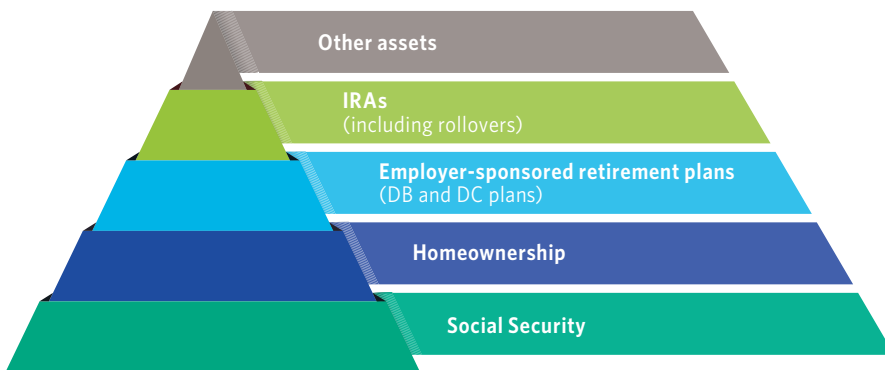 Other assets
IRAs
(including rollovers)
Employer-sponsored retirement plans
(DB and DC plans)
Homeownership
Social Security